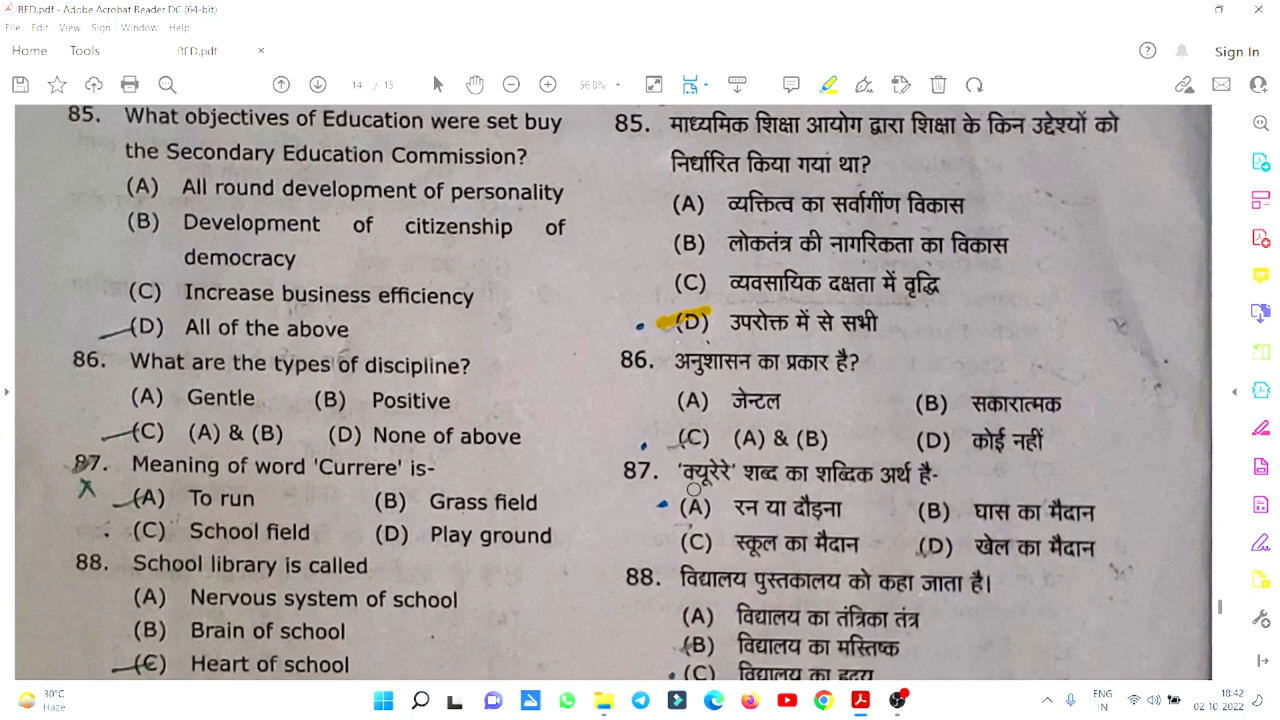 BED.pdf - Adobe Acrobat Reader DC (64-bit)
File Edit View Sign Window Help
Home Tools BED.pdf × Sign In
14 / 15 56.8%
85. What objectives of Education were set buy
the Secondary Education Commission?
(A) All round development of personality
(B) Development of citizenship of
democracy
(C) Increase business efficiency
(D) All of the above
86. What are the types of discipline?
(A) Gentle (B) Positive
(C) (A) & (B) (D) None of above
87. Meaning of word 'Currere' is-
(A) To run (B) Grass field
(C) School field (D) Play ground
88. School library is called
(A) Nervous system of school
(B) Brain of school
(C) Heart of school
85. माध्यमिक शिक्षा आयोग द्वारा शिक्षा के किन उद्देश्यों को
निर्धारित किया गया था?
(A) व्यक्तित्व का सर्वागींण विकास
(B) लोकतंत्र की नागरिकता का विकास
(C) व्यवसायिक दक्षता में वृद्धि
(D) उपरोक्त में से सभी
86. अनुशासन का प्रकार है?
(A) जेन्टल (B) सकारात्मक
(C) (A) & (B) (D) कोई नहीं
87. 'क्यूरेरे' शब्द का शब्दिक अर्थ है-
(A) रन या दौड़ना (B) घास का मैदान
(C) स्कूल का मैदान (D) खेल का मैदान
88. विद्यालय पुस्तकालय को कहा जाता है।
(A) विद्यालय का तंत्रिका तंत्र
(B) विद्यालय का मस्तिष्क
(C) विद्यालय का हृदय
30°C
Haze
ENG
IN
18:42
02-10-2022